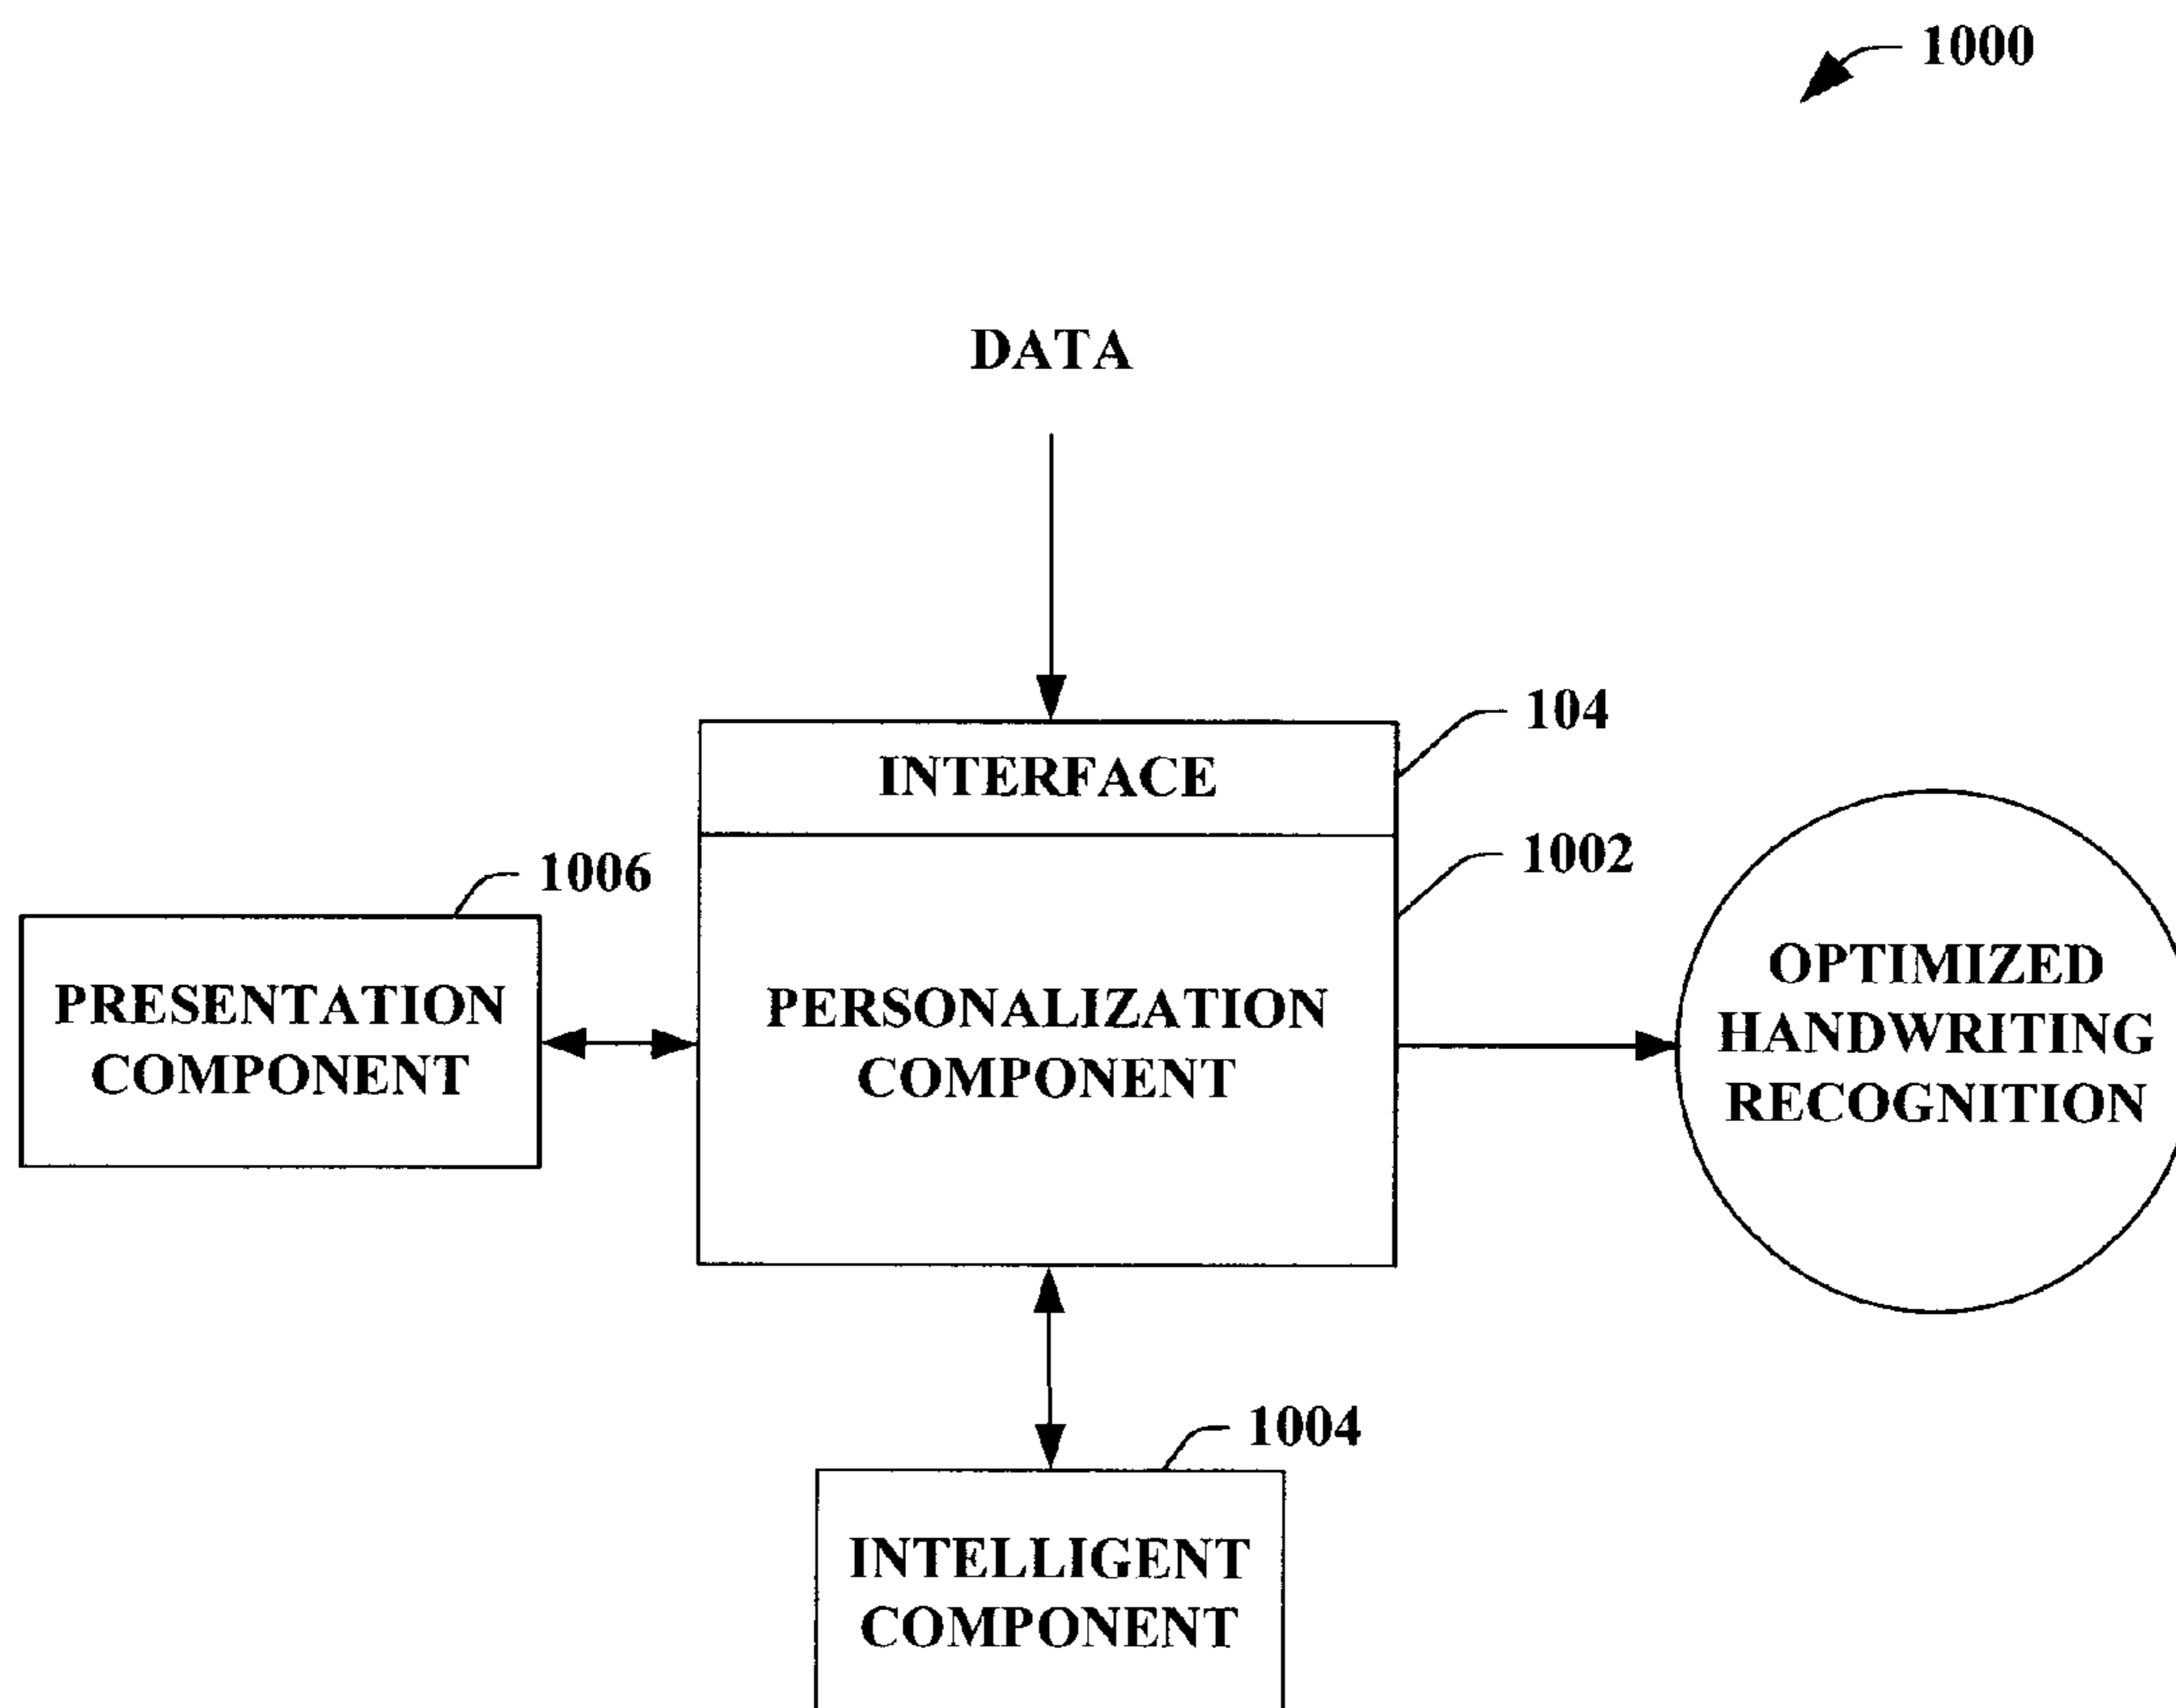 1000
DATA
104
INTERFACE
1002
1006
PRESENTATION
COMPONENT
PERSONALIZATION
COMPONENT
OPTIMIZED
HANDWRITING
RECOGNITION
1004
INTELLIGENT
COMPONENT